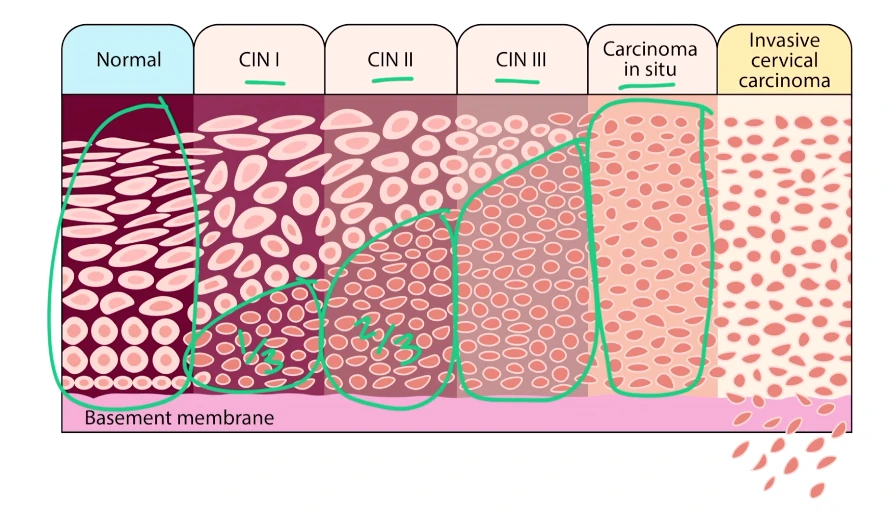 Normal
CIN I
CIN II
CIN III
Carcinoma
in situ
Invasive
cervical
carcinoma
1/3
2/3
Basement membrane